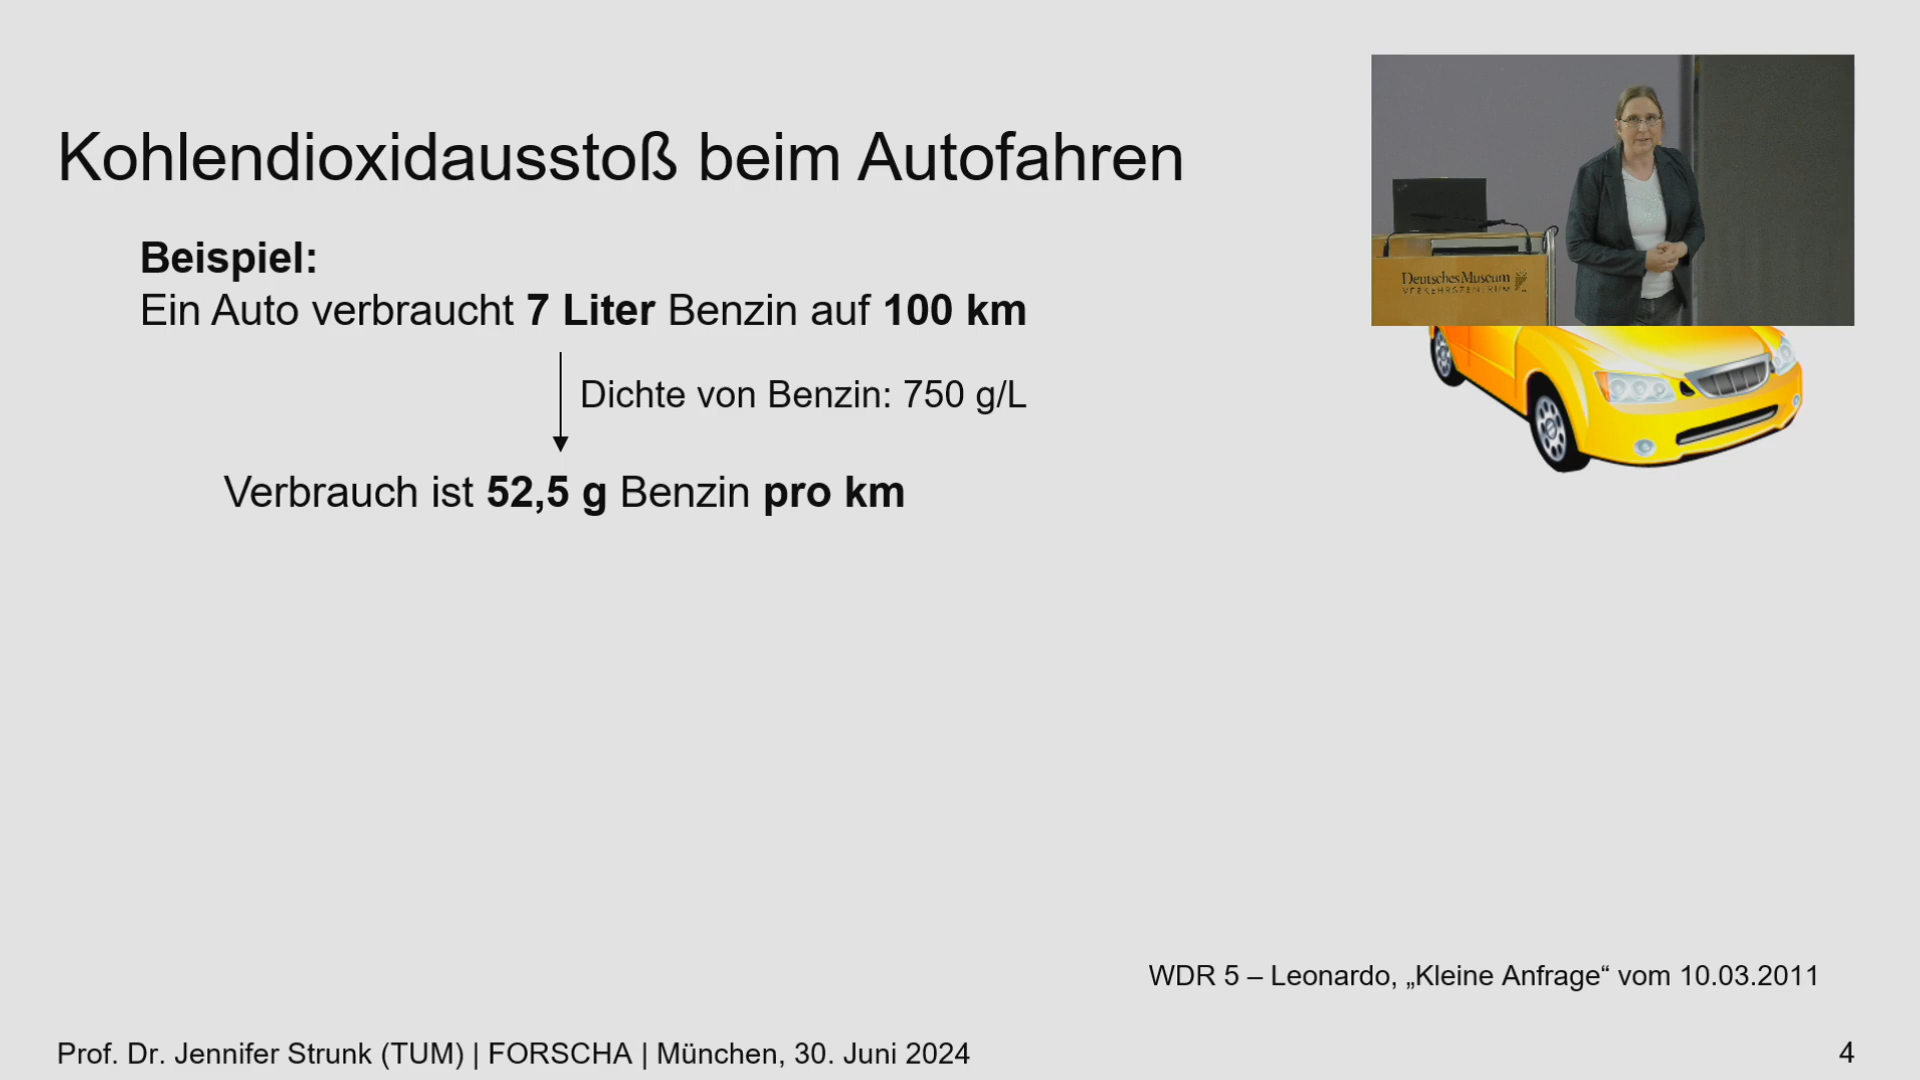 Kohlendioxidausstoß beim Autofahren
Beispiel:
Ein Auto verbraucht 7 Liter Benzin auf 100 km
Dichte von Benzin: 750 g/L
Verbrauch ist 52,5 g Benzin pro km
Deutsches Museum
VERKEHRSZENTRUM
WDR 5 – Leonardo, „Kleine Anfrage“ vom 10.03.2011
Prof. Dr. Jennifer Strunk (TUM) | FORSCHA | München, 30. Juni 2024
4